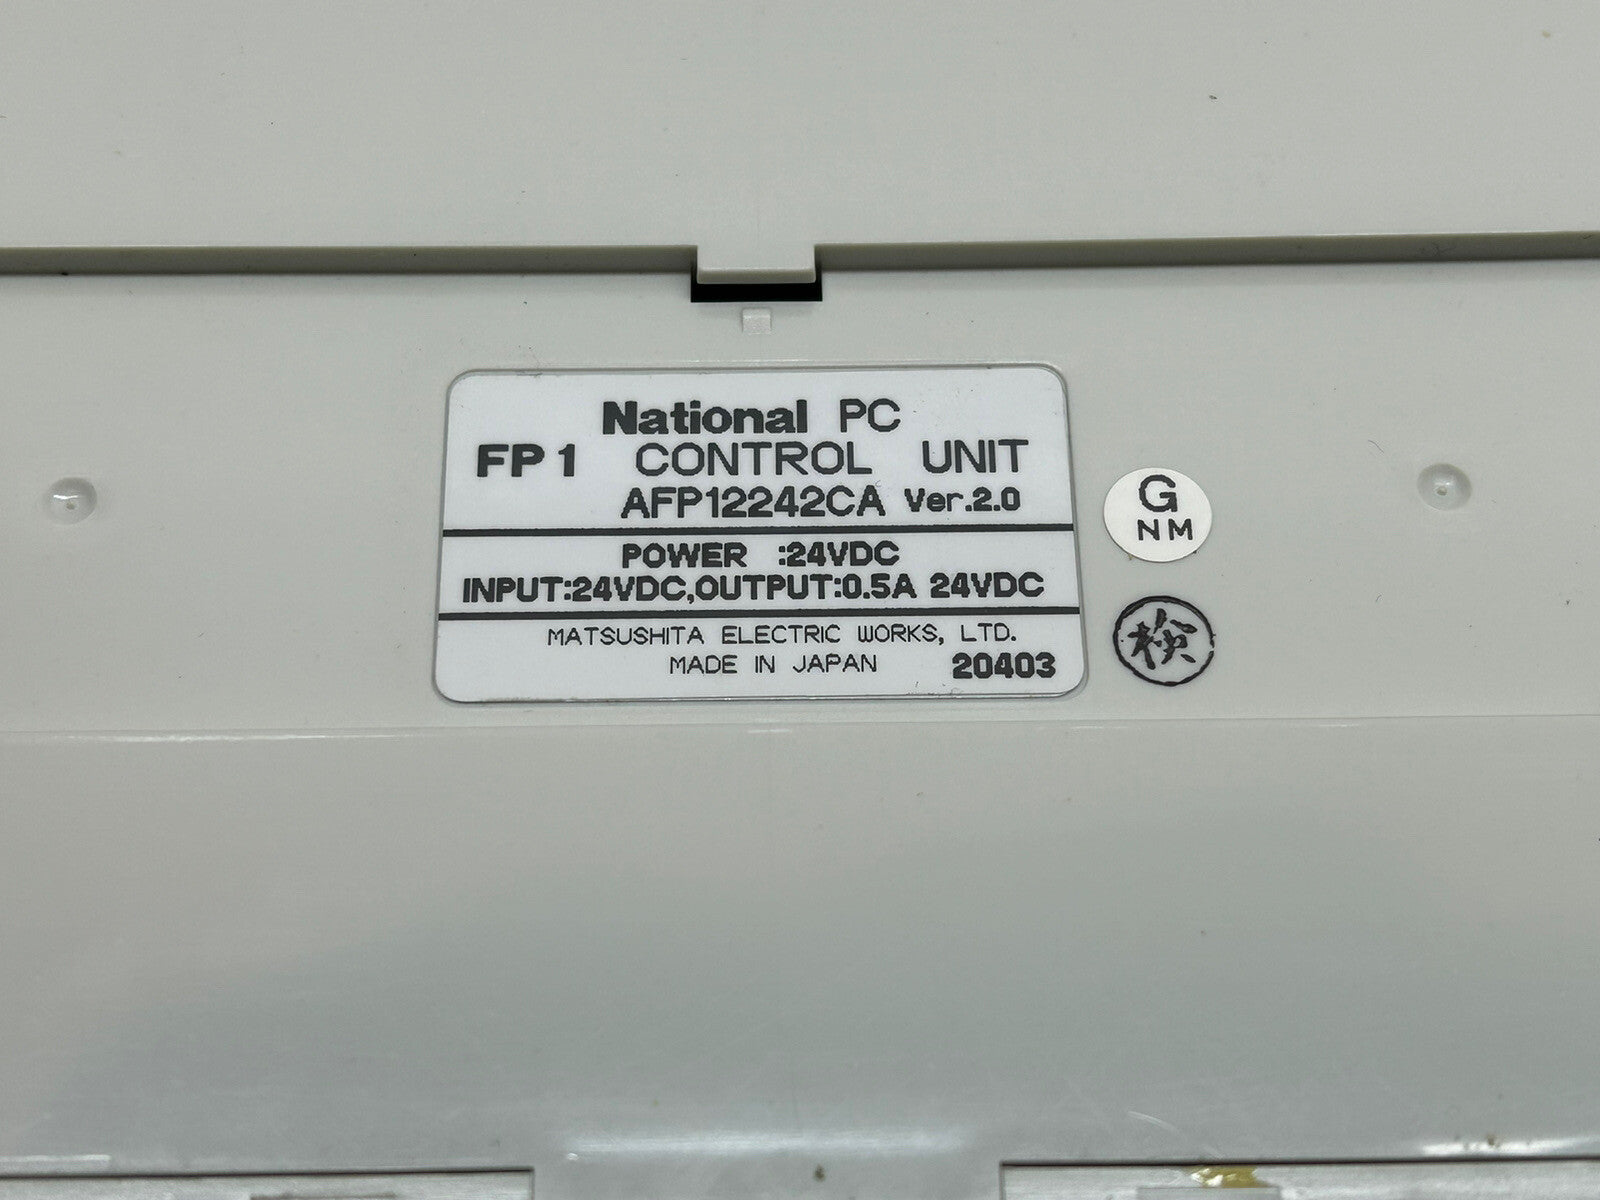 National PC
FP1 CONTROL UNIT
AFP12242CA Ver.2.0
POWER :24VDC
INPUT:24VDC,OUTPUT:0.5A 24VDC
MATSUSHITA ELECTRIC WORKS, LTD.
MADE IN JAPAN 20403
G
NM
検